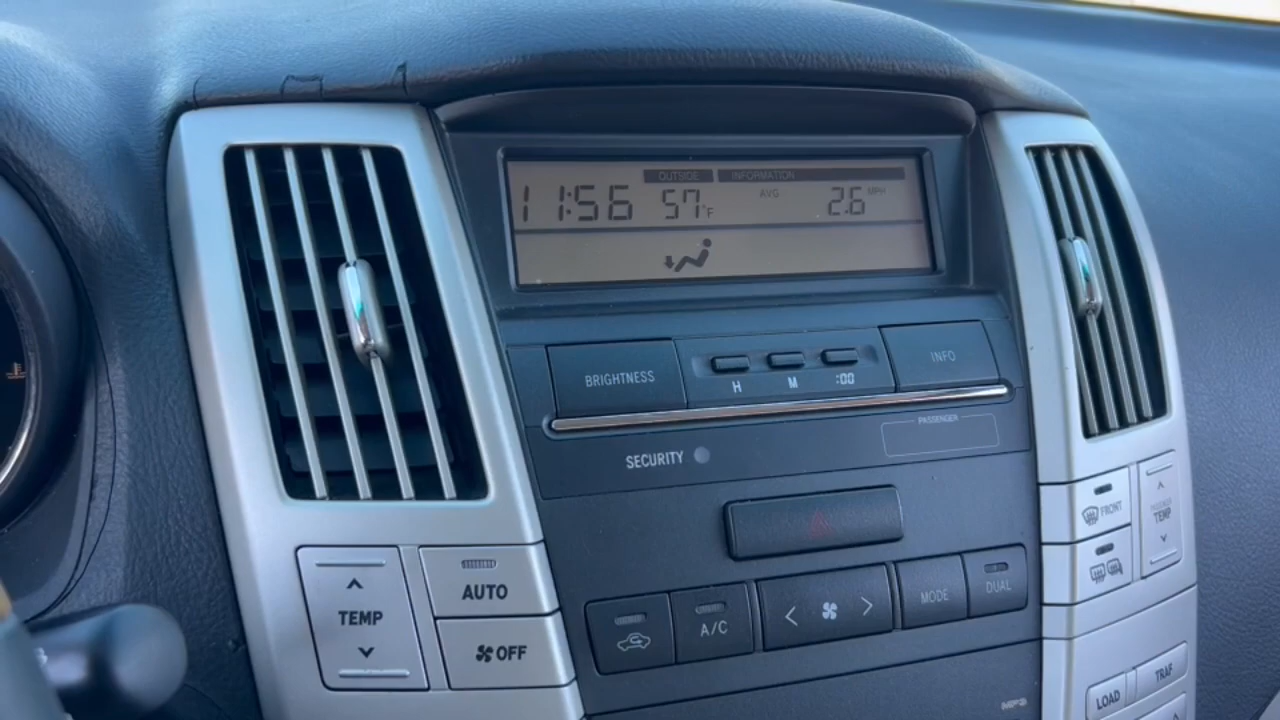 OUTSIDE INFORMATION
11:56 57°F AVG 2.6 MPH
BRIGHTNESS
H M :00
INFO
PASSENGER
SECURITY
FRONT
PASSENGER
TEMP
TEMP
AUTO
OFF
A/C
MODE
DUAL
MP3
LOAD
TRAF